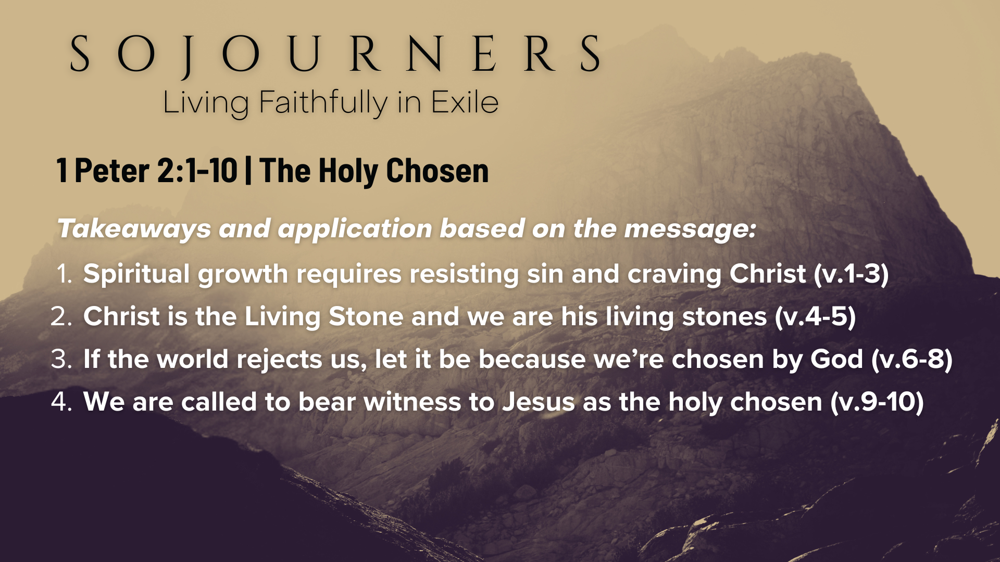 SOJOURNERS
Living Faithfully in Exile
1 Peter 2:1-10 | The Holy Chosen
Takeaways and application based on the message:
1. Spiritual growth requires resisting sin and craving Christ (v.1-3)
2. Christ is the Living Stone and we are his living stones (v.4-5)
3. If the world rejects us, let it be because we’re chosen by God (v.6-8)
4. We are called to bear witness to Jesus as the holy chosen (v.9-10)